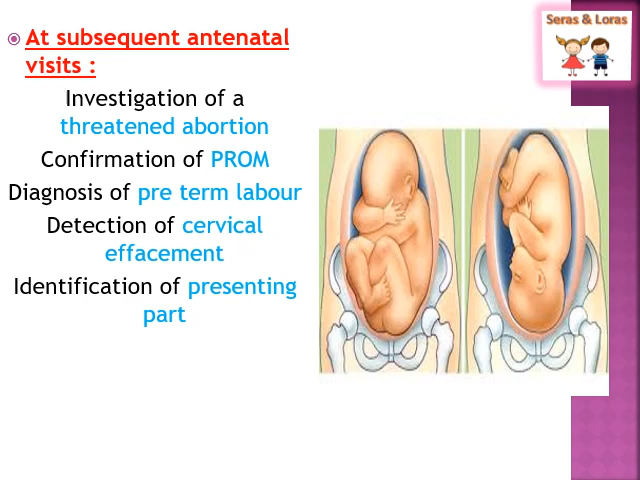 At subsequent antenatal
visits :
Investigation of a
threatened abortion
Confirmation of PROM
Diagnosis of pre term labour
Detection of cervical
effacement
Identification of presenting
part
Seras & Loras